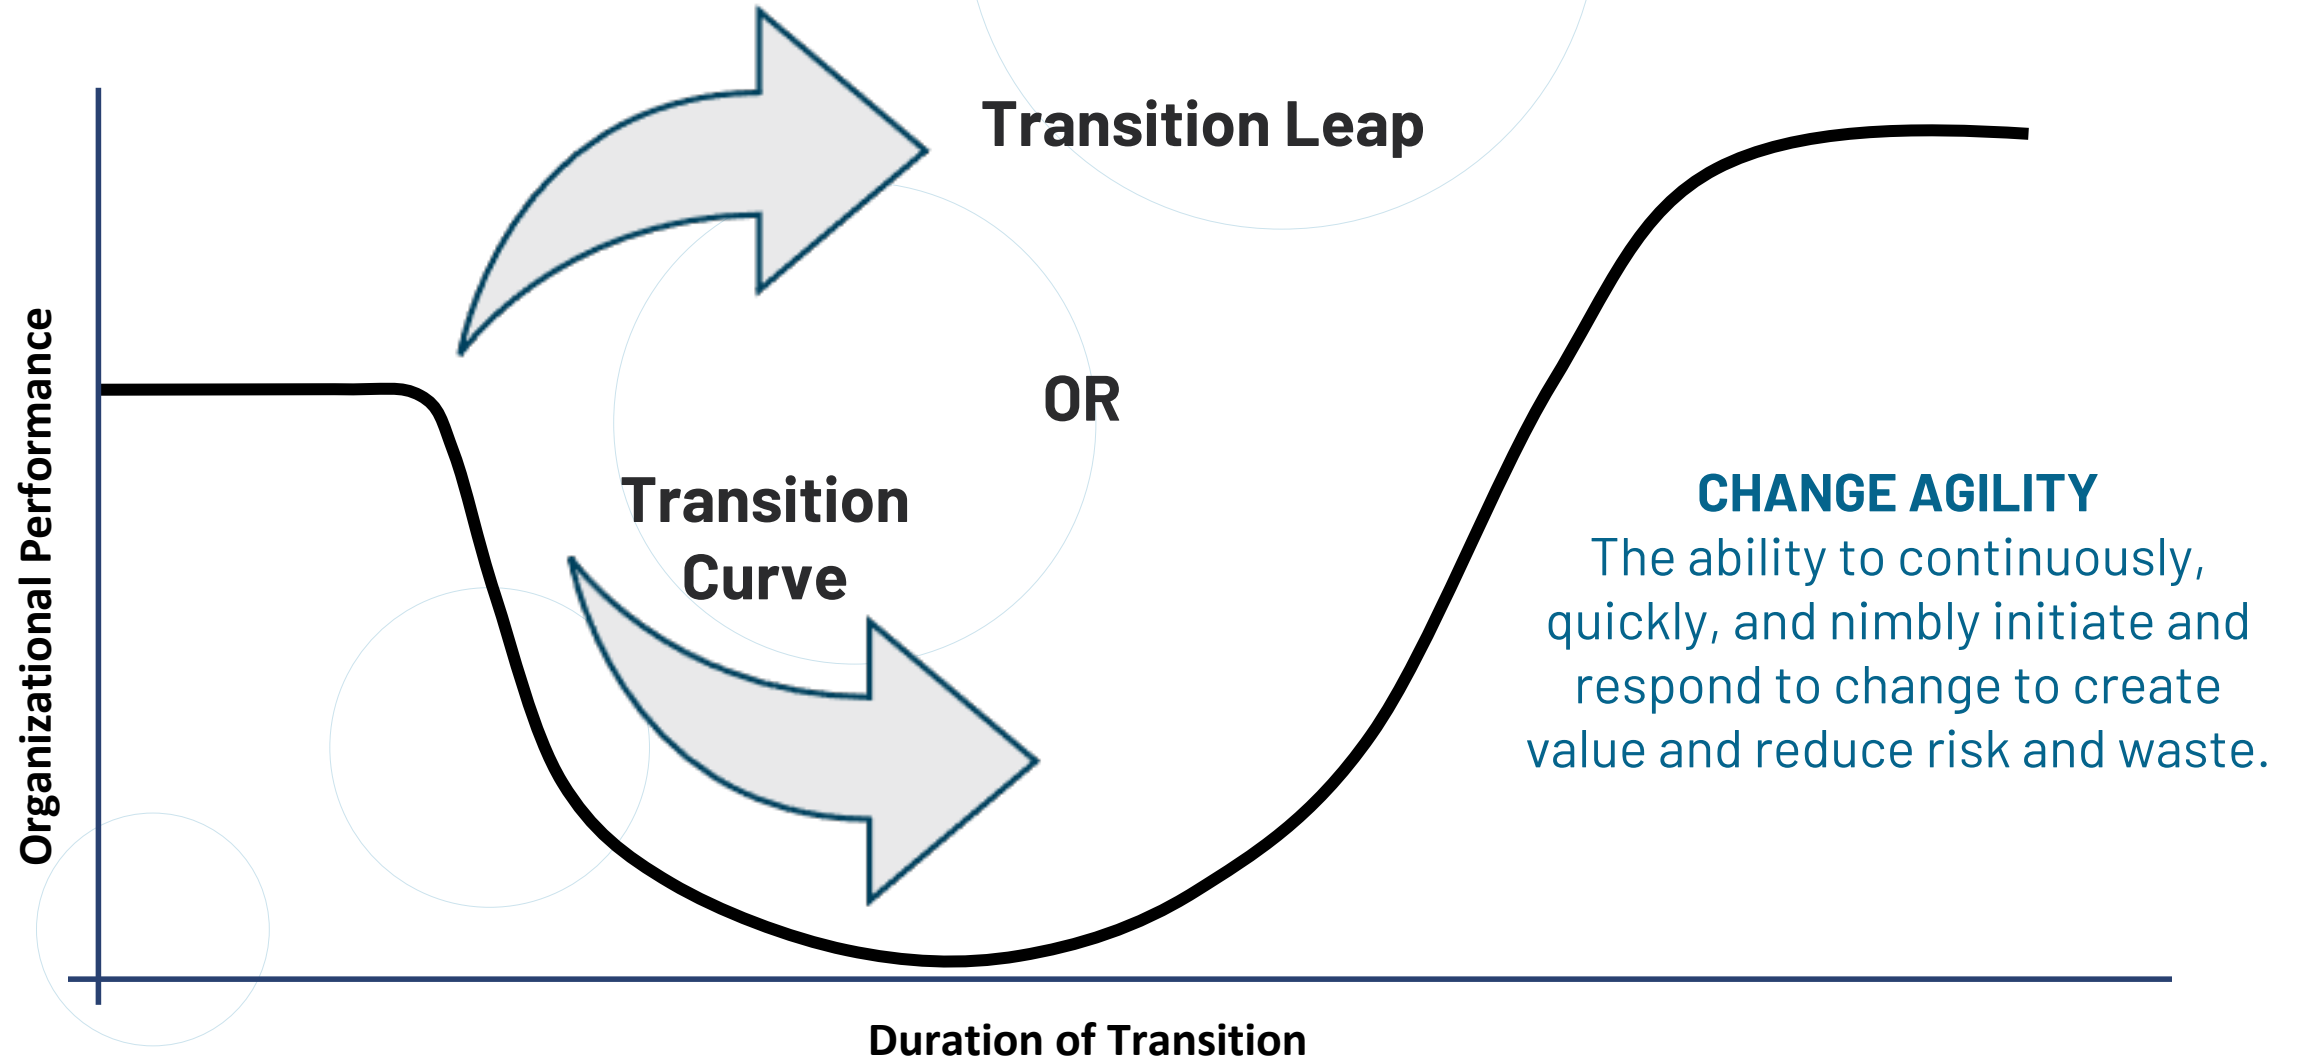 Transition Leap
OR
Transition
Curve
Organizational Performance
CHANGE AGILITY
The ability to continuously,
quickly, and nimbly initiate and
respond to change to create
value and reduce risk and waste.
Duration of Transition